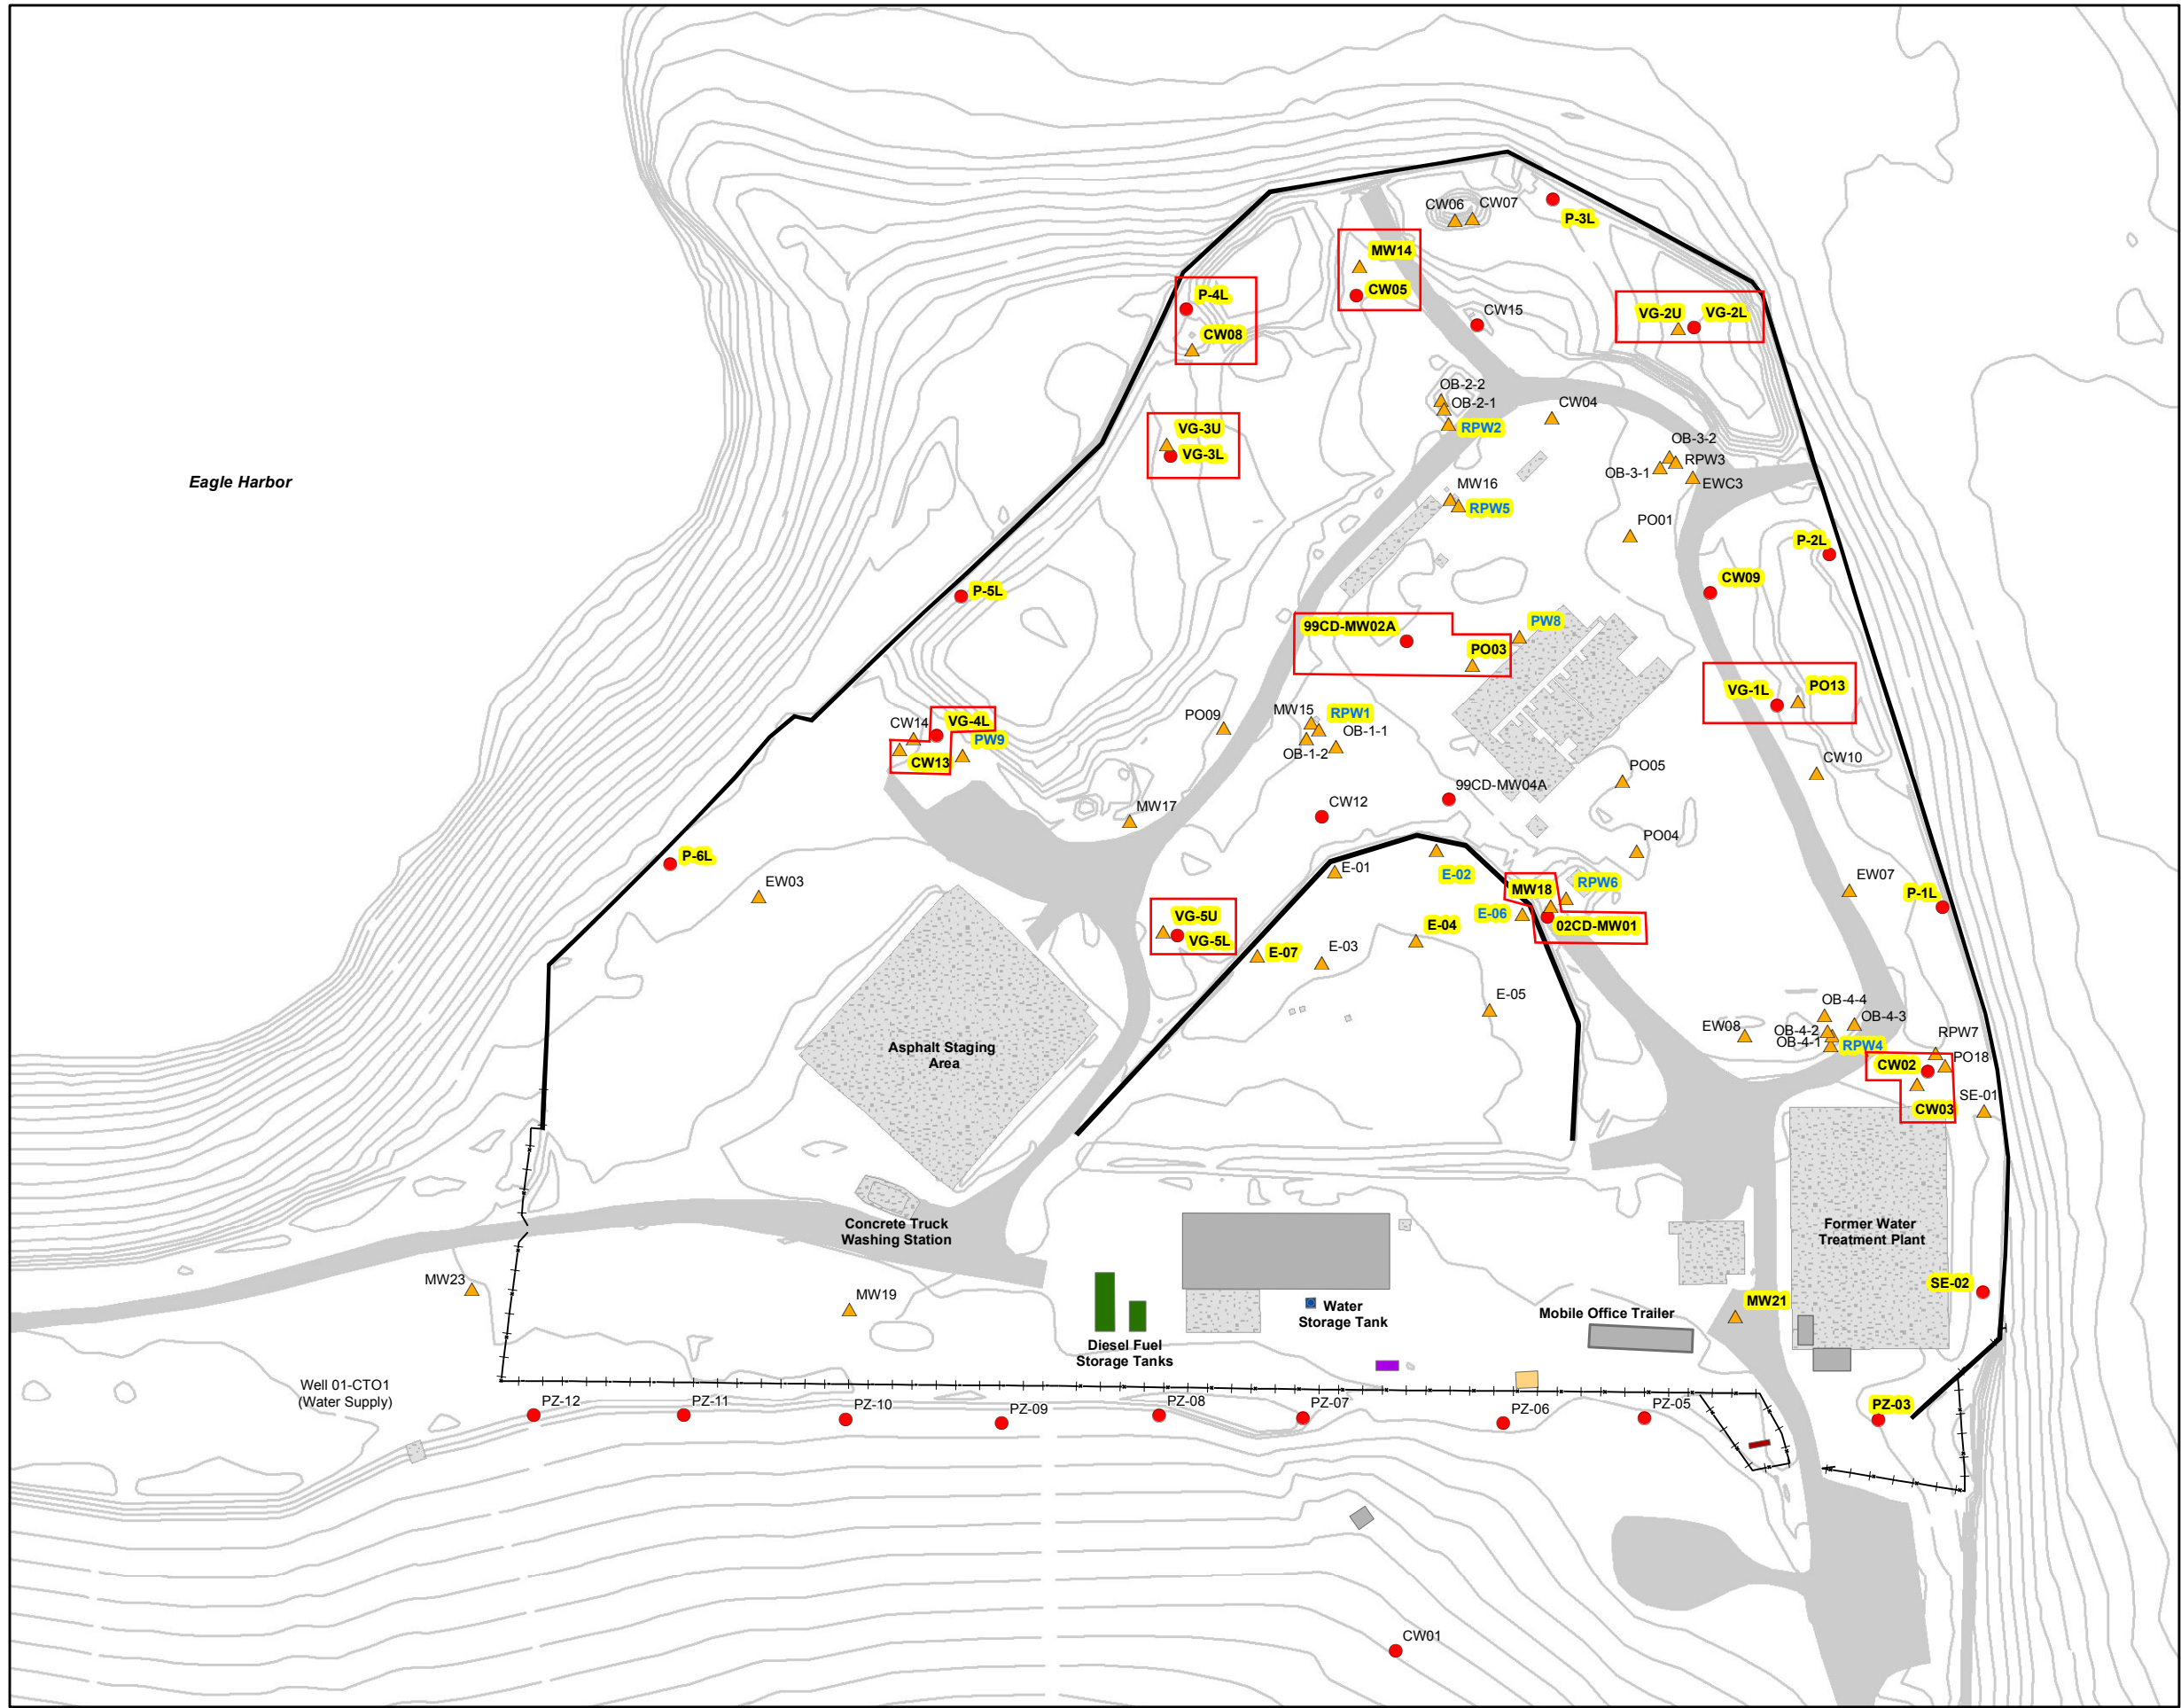 CW06
CW07
P-3L
MW14
CW05
P-4L
CW08
CW15
VG-2U
VG-2L
OB-2-2
OB-2-1
RPW2
CW04
VG-3U
VG-3L
OB-3-2
RPW3
OB-3-1
EWC3
Eagle Harbor
MW16
RPW5
PO01
P-2L
CW09
P-5L
99CD-MW02A
PO03
PW8
VG-1L
PO13
CW14
VG-4L
PW9
CW13
PO09
MW15
RPW1
OB-1-1
OB-1-2
CW10
PO05
99CD-MW04A
CW12
MW17
PO04
P-6L
EW03
E-01
E-02
MW18
RPW6
EW07
P-1L
VG-5U
VG-5L
E-06
02CD-MW01
E-04
E-07
E-03
E-05
OB-4-4
OB-4-3
EW08
OB-4-2
OB-4-1
RPW4
RPW7
PO18
CW02
CW03
SE-01
Asphalt Staging
Area
Concrete Truck
Washing Station
Former Water
Treatment Plant
MW23
MW19
SE-02
MW21
Water
Storage Tank
Mobile Office Trailer
Diesel Fuel
Storage Tanks
Well 01-CTO1
(Water Supply)
PZ-12
PZ-11
PZ-10
PZ-09
PZ-08
PZ-07
PZ-06
PZ-05
PZ-03
CW01